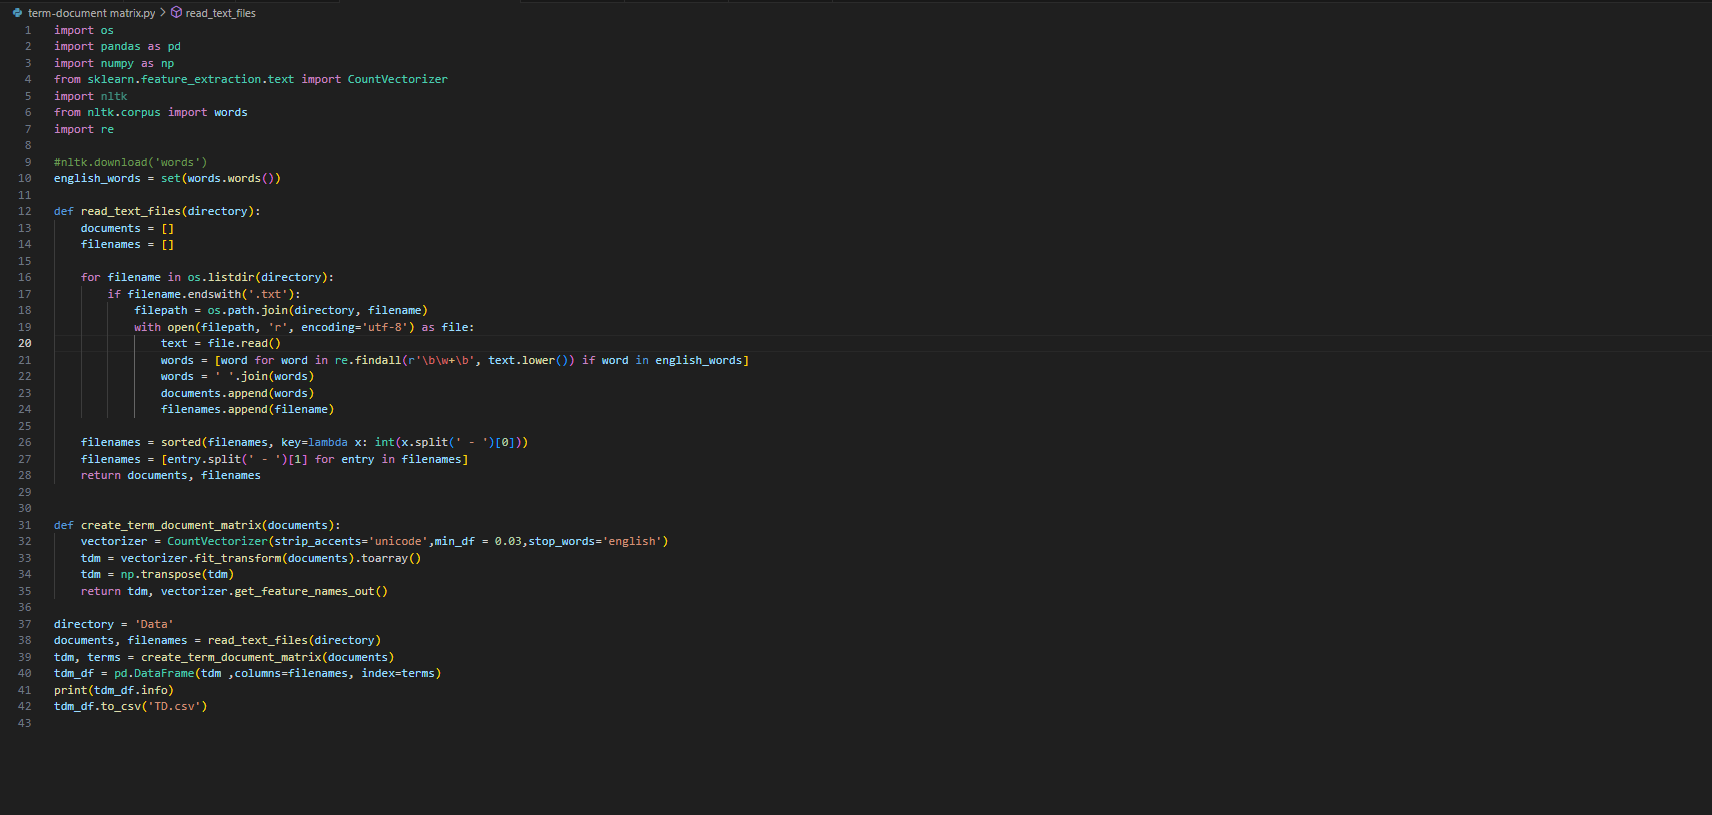 term-document matrix.py > read_text_files
1 import os
2 import pandas as pd
3 import numpy as np
4 from sklearn.feature_extraction.text import CountVectorizer
5 import nltk
6 from nltk.corpus import words
7 import re
8
9 #nltk.download('words')
10 english_words = set(words.words())
11
12 def read_text_files(directory):
13     documents = []
14     filenames = []
15
16     for filename in os.listdir(directory):
17         if filename.endswith('.txt'):
18             filepath = os.path.join(directory, filename)
19             with open(filepath, 'r', encoding='utf-8') as file:
20                 text = file.read()
21                 words = [word for word in re.findall(r'\b\w+\b', text.lower()) if word in english_words]
22                 words = ' '.join(words)
23                 documents.append(words)
24                 filenames.append(filename)
25
26     filenames = sorted(filenames, key=lambda x: int(x.split(' - ')[0]))
27     filenames = [entry.split(' - ')[1] for entry in filenames]
28     return documents, filenames
29
30
31 def create_term_document_matrix(documents):
32     vectorizer = CountVectorizer(strip_accents='unicode',min_df = 0.03,stop_words='english')
33     tdm = vectorizer.fit_transform(documents).toarray()
34     tdm = np.transpose(tdm)
35     return tdm, vectorizer.get_feature_names_out()
36
37 directory = 'Data'
38 documents, filenames = read_text_files(directory)
39 tdm, terms = create_term_document_matrix(documents)
40 tdm_df = pd.DataFrame(tdm ,columns=filenames, index=terms)
41 print(tdm_df.info)
42 tdm_df.to_csv('TD.csv')
43